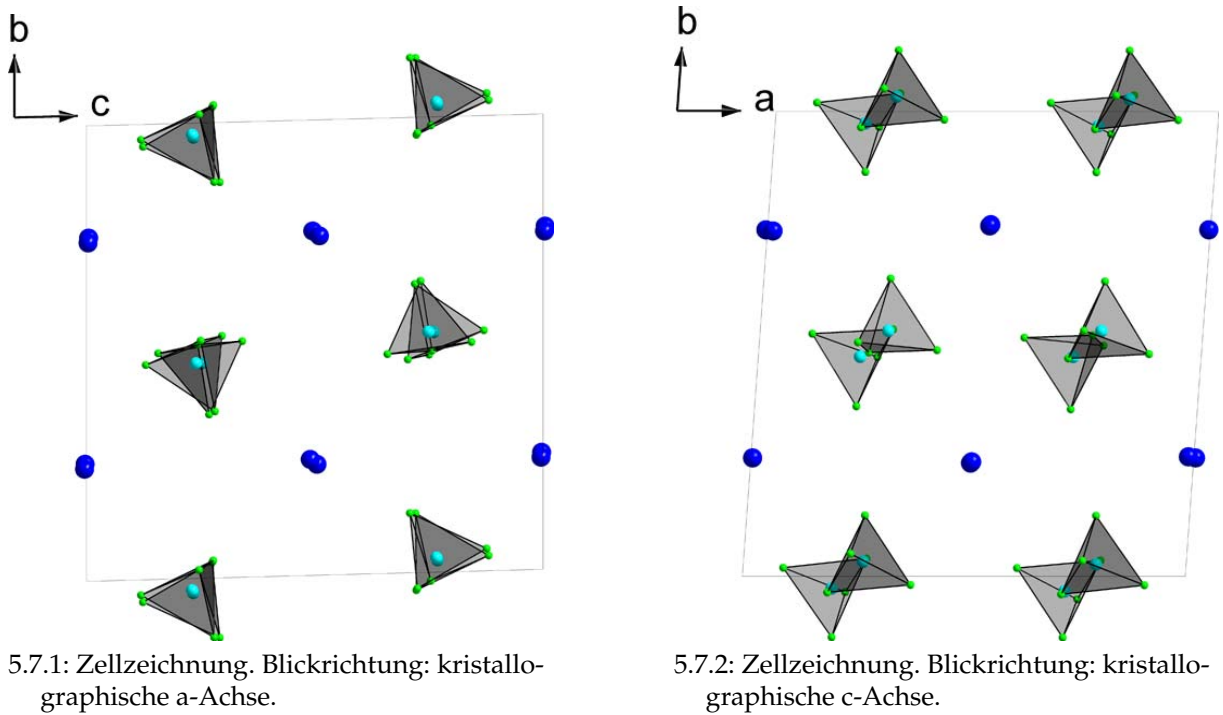 b
c
b
a
5.7.1: Zellzeichnung. Blickrichtung: kristallo-
graphische a-Achse.
5.7.2: Zellzeichnung. Blickrichtung: kristallo-
graphische c-Achse.